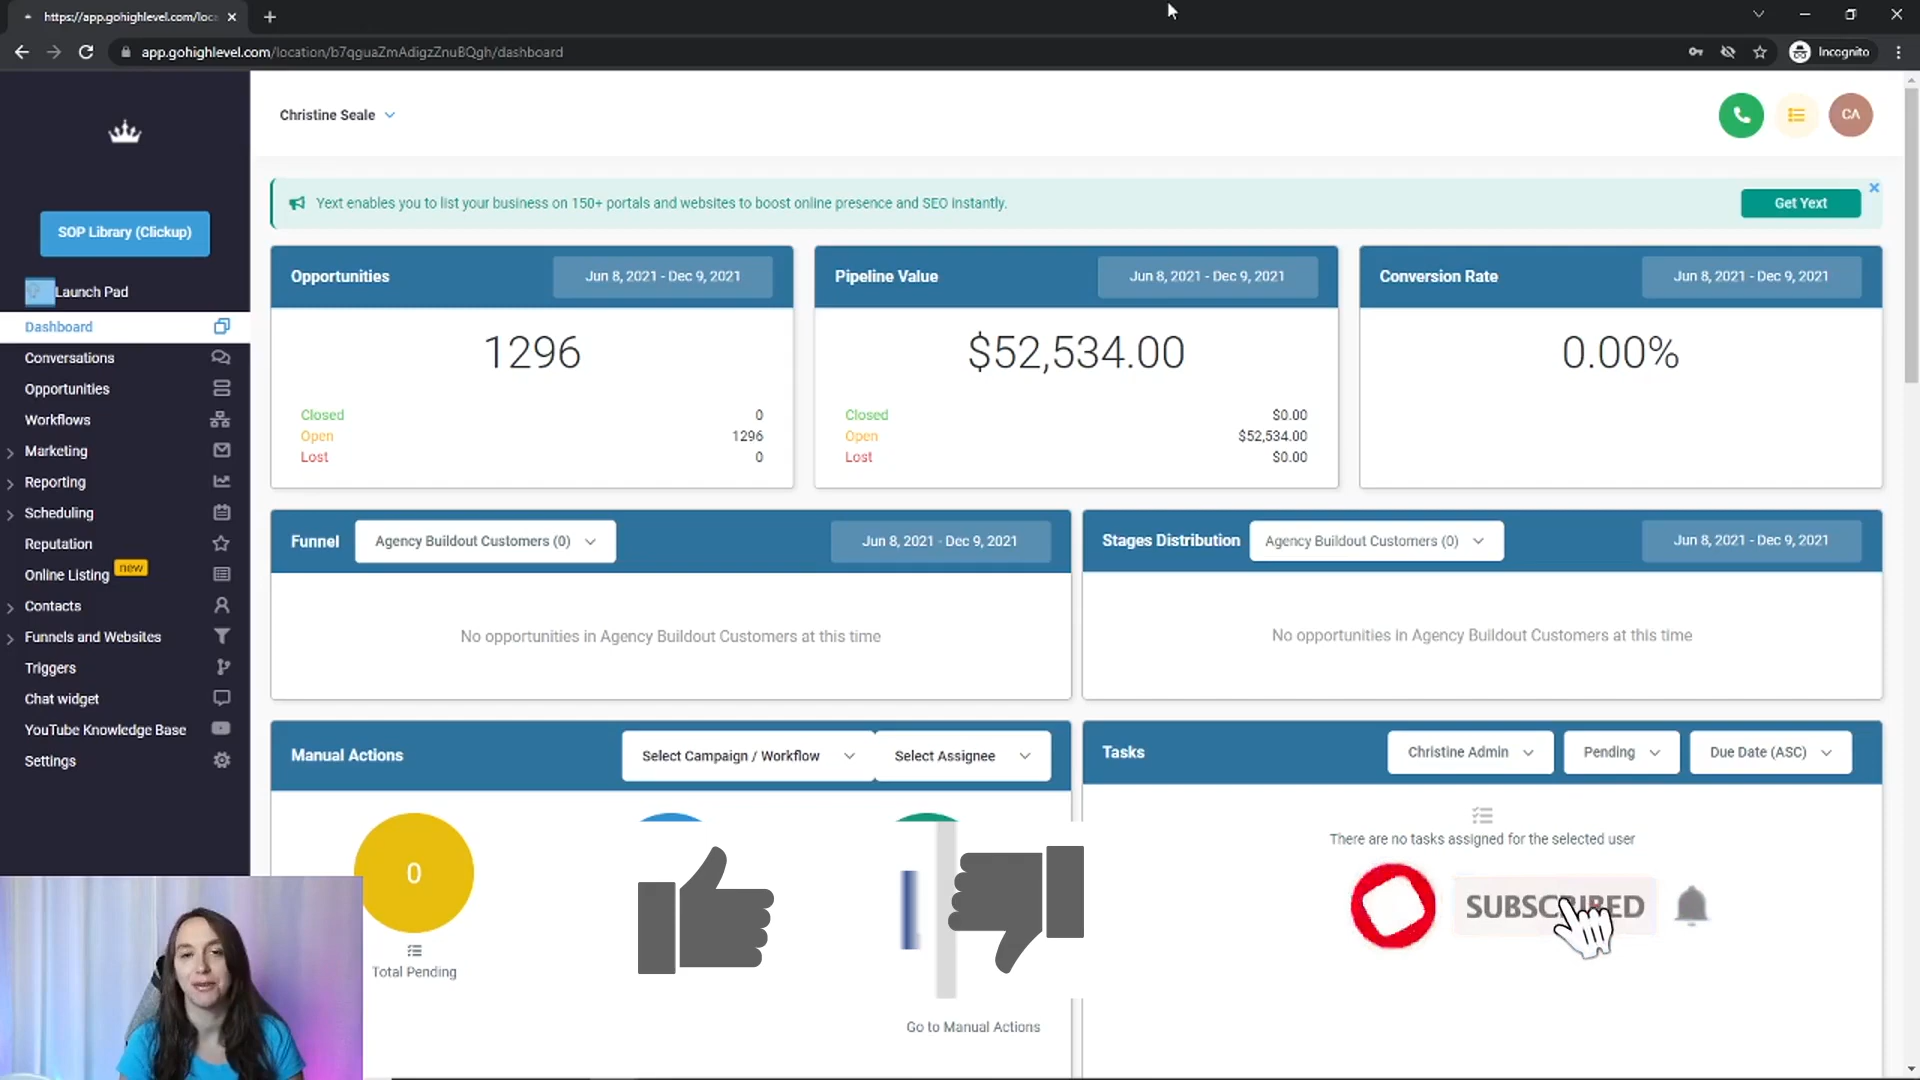 https://app.gohighlevel.com/loc
app.gohighlevel.com/location/b7qguaZmAdigzZnuBQgh/dashboard
Incognito
Christine Seale
CA
SOP Library (Clickup)
Launch Pad
Dashboard
Conversations
Opportunities
Workflows
Marketing
Reporting
Scheduling
Reputation
Online Listing new
Contacts
Funnels and Websites
Triggers
Chat widget
YouTube Knowledge Base
Settings
Yext enables you to list your business on 150+ portals and websites to boost online presence and SEO instantly.
Get Yext
Opportunities
Jun 8, 2021 - Dec 9, 2021
1296
Closed 0
Open 1296
Lost 0
Pipeline Value
Jun 8, 2021 - Dec 9, 2021
$52,534.00
Closed $0.00
Open $52,534.00
Lost $0.00
Conversion Rate
Jun 8, 2021 - Dec 9, 2021
0.00%
Funnel
Agency Buildout Customers (0)
Jun 8, 2021 - Dec 9, 2021
No opportunities in Agency Buildout Customers at this time
Stages Distribution
Agency Buildout Customers (0)
Jun 8, 2021 - Dec 9, 2021
No opportunities in Agency Buildout Customers at this time
Manual Actions
Select Campaign / Workflow
Select Assignee
0
Total Pending
Go to Manual Actions
Tasks
Christine Admin
Pending
Due Date (ASC)
There are no tasks assigned for the selected user
SUBSCRIBED